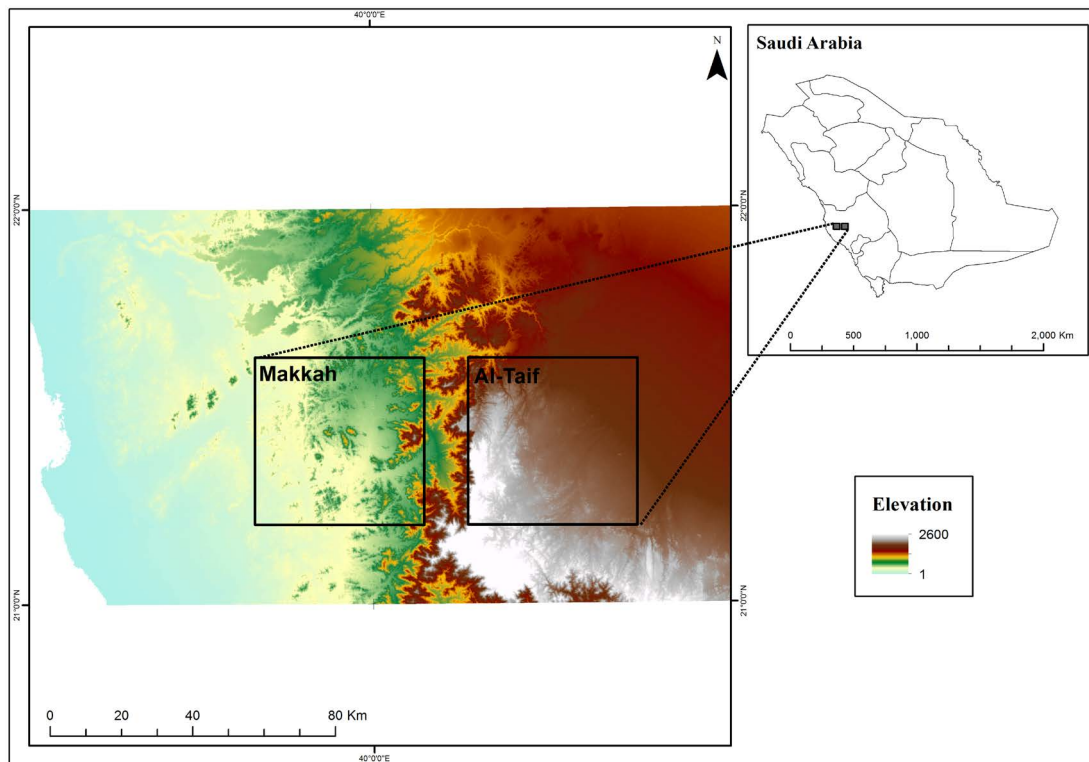 40°0'0"E
N
Saudi Arabia
22°0'0"N
22°0'0"N
0
500
1,000
2,000 Km
Makkah
Al-Taif
Elevation
2600
1
21°0'0"N
21°0'0"N
0
20
40
60
80 Km
40°0'0"E